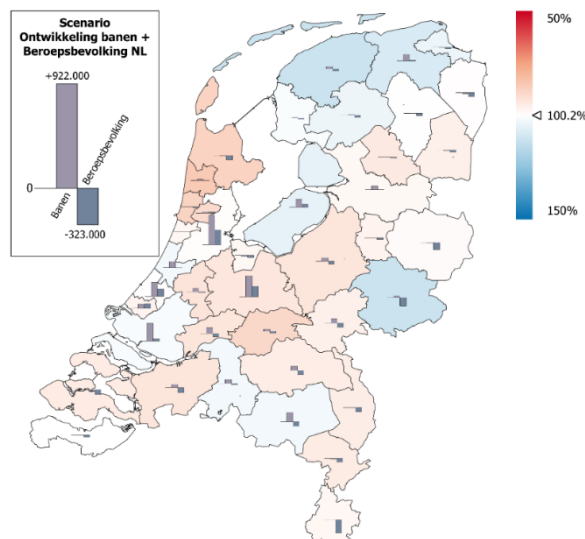 Scenario
Ontwikkeling banen +
Beroepsbevolking NL
+922.000
Beroepsbevolking
0
Banen
-323.000
50%
100.2%
150%